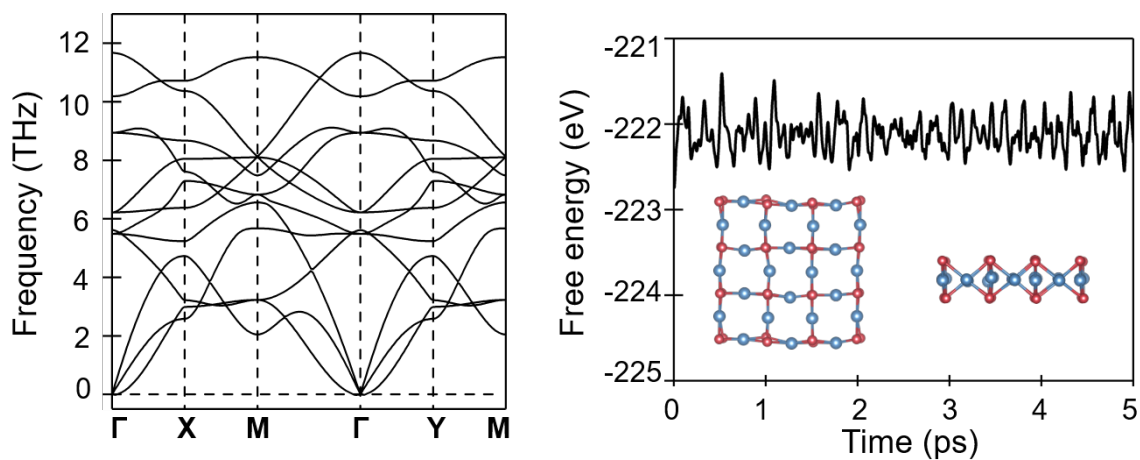 Frequency (THz)
12
10
8
6
4
2
0
Γ X M Γ Y M
Free energy (eV)
-221
-222
-223
-224
-225
0 1 2 3 4 5
Time (ps)